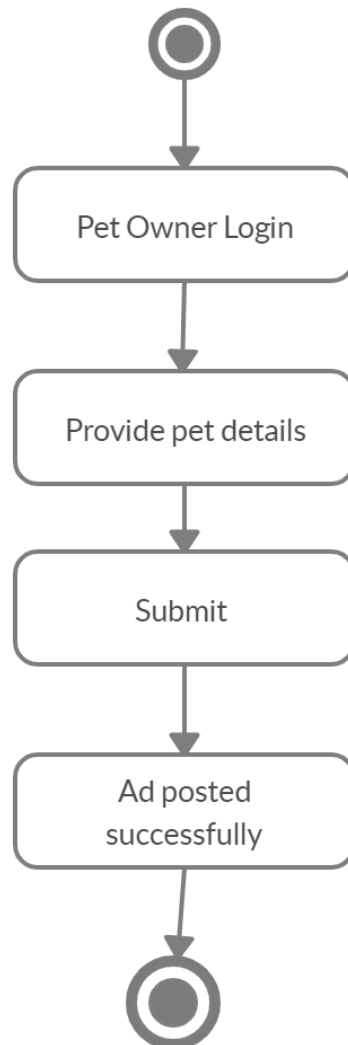 Pet Owner Login
Provide pet details
Submit
Ad posted
successfully